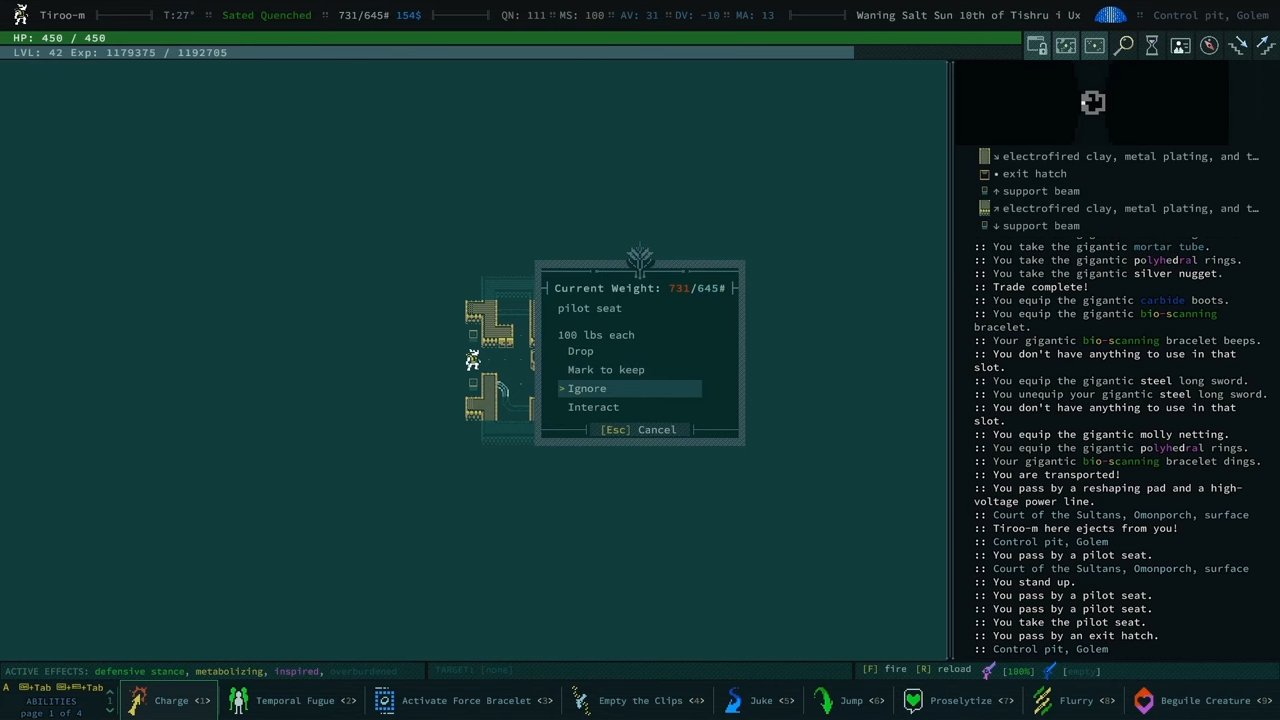 Tiroo-m T:27° :: Sated Quenched :: 731/645# 154$ QN: 111 :: MS: 100 :: AV: 31 :: DV: -10 :: MA: 13 Waning Salt Sun 10th of Tishru i Ux :: Control pit, Golem
HP: 450 / 450
LVL: 42 Exp: 1179375 / 1192705
electrofired clay, metal plating, and t…
exit hatch
support beam
electrofired clay, metal plating, and t…
support beam
:: You take the gigantic mortar tube.
:: You take the gigantic polyhedral rings.
:: You take the gigantic silver nugget.
:: Trade complete!
:: You equip the gigantic carbide boots.
:: You equip the gigantic bio-scanning
bracelet.
:: Your gigantic bio-scanning bracelet beeps.
:: You don't have anything to use in that
slot.
:: You equip the gigantic steel long sword.
:: You unequip your gigantic steel long sword.
:: You don't have anything to use in that
slot.
:: You equip the gigantic molly netting.
:: You equip the gigantic polyhedral rings.
:: Your gigantic bio-scanning bracelet dings.
:: You are transported!
:: You pass by a reshaping pad and a high-
voltage power line.
:: Court of the Sultans, Omonporch, surface
:: Tiroo-m here ejects from you!
:: Control pit, Golem
:: You pass by a pilot seat.
:: Court of the Sultans, Omonporch, surface
:: You stand up.
:: You pass by a pilot seat.
:: You pass by a pilot seat.
:: You take the pilot seat.
:: You pass by an exit hatch.
:: Control pit, Golem
Current Weight: 731/645#
pilot seat
100 lbs each
Drop
Mark to keep
> Ignore
Interact
[Esc] Cancel
ACTIVE EFFECTS: defensive stance, metabolizing, inspired, overburdened
TARGET: [none]
[F] fire [R] reload [100%] [empty]
A +Tab +Tab
ABILITIES
page 1 of 4
1
Charge <1>
Temporal Fugue <2>
Activate Force Bracelet <3>
Empty the Clips <4>
Juke <5>
Jump <6>
Proselytize <7>
Flurry <8>
Beguile Creature <9>